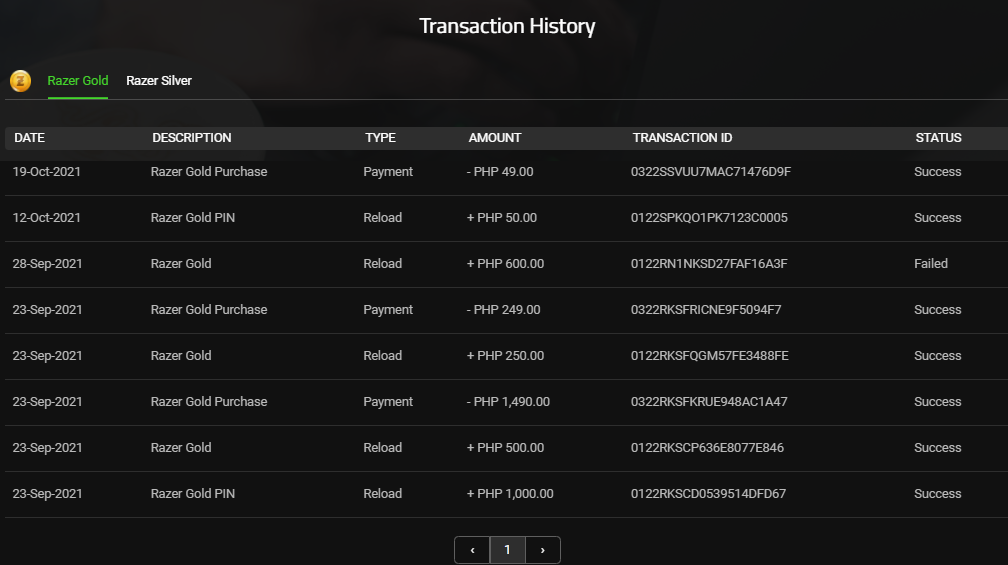 Transaction History
Razer Gold Razer Silver
DATE DESCRIPTION TYPE AMOUNT TRANSACTION ID STATUS
19-Oct-2021 Razer Gold Purchase Payment - PHP 49.00 0322SSVUU7MAC71476D9F Success
12-Oct-2021 Razer Gold PIN Reload + PHP 50.00 0122SPKQO1PK7123C0005 Success
28-Sep-2021 Razer Gold Reload + PHP 600.00 0122RN1NKSD27FAF16A3F Failed
23-Sep-2021 Razer Gold Purchase Payment - PHP 249.00 0322RKSFRICNE9F5094F7 Success
23-Sep-2021 Razer Gold Reload + PHP 250.00 0122RKSFQGM57FE3488FE Success
23-Sep-2021 Razer Gold Purchase Payment - PHP 1,490.00 0322RKSFKRUE948AC1A47 Success
23-Sep-2021 Razer Gold Reload + PHP 500.00 0122RKSCP636E8077E846 Success
23-Sep-2021 Razer Gold PIN Reload + PHP 1,000.00 0122RKSCD0539514DFD67 Success
‹ 1 ›